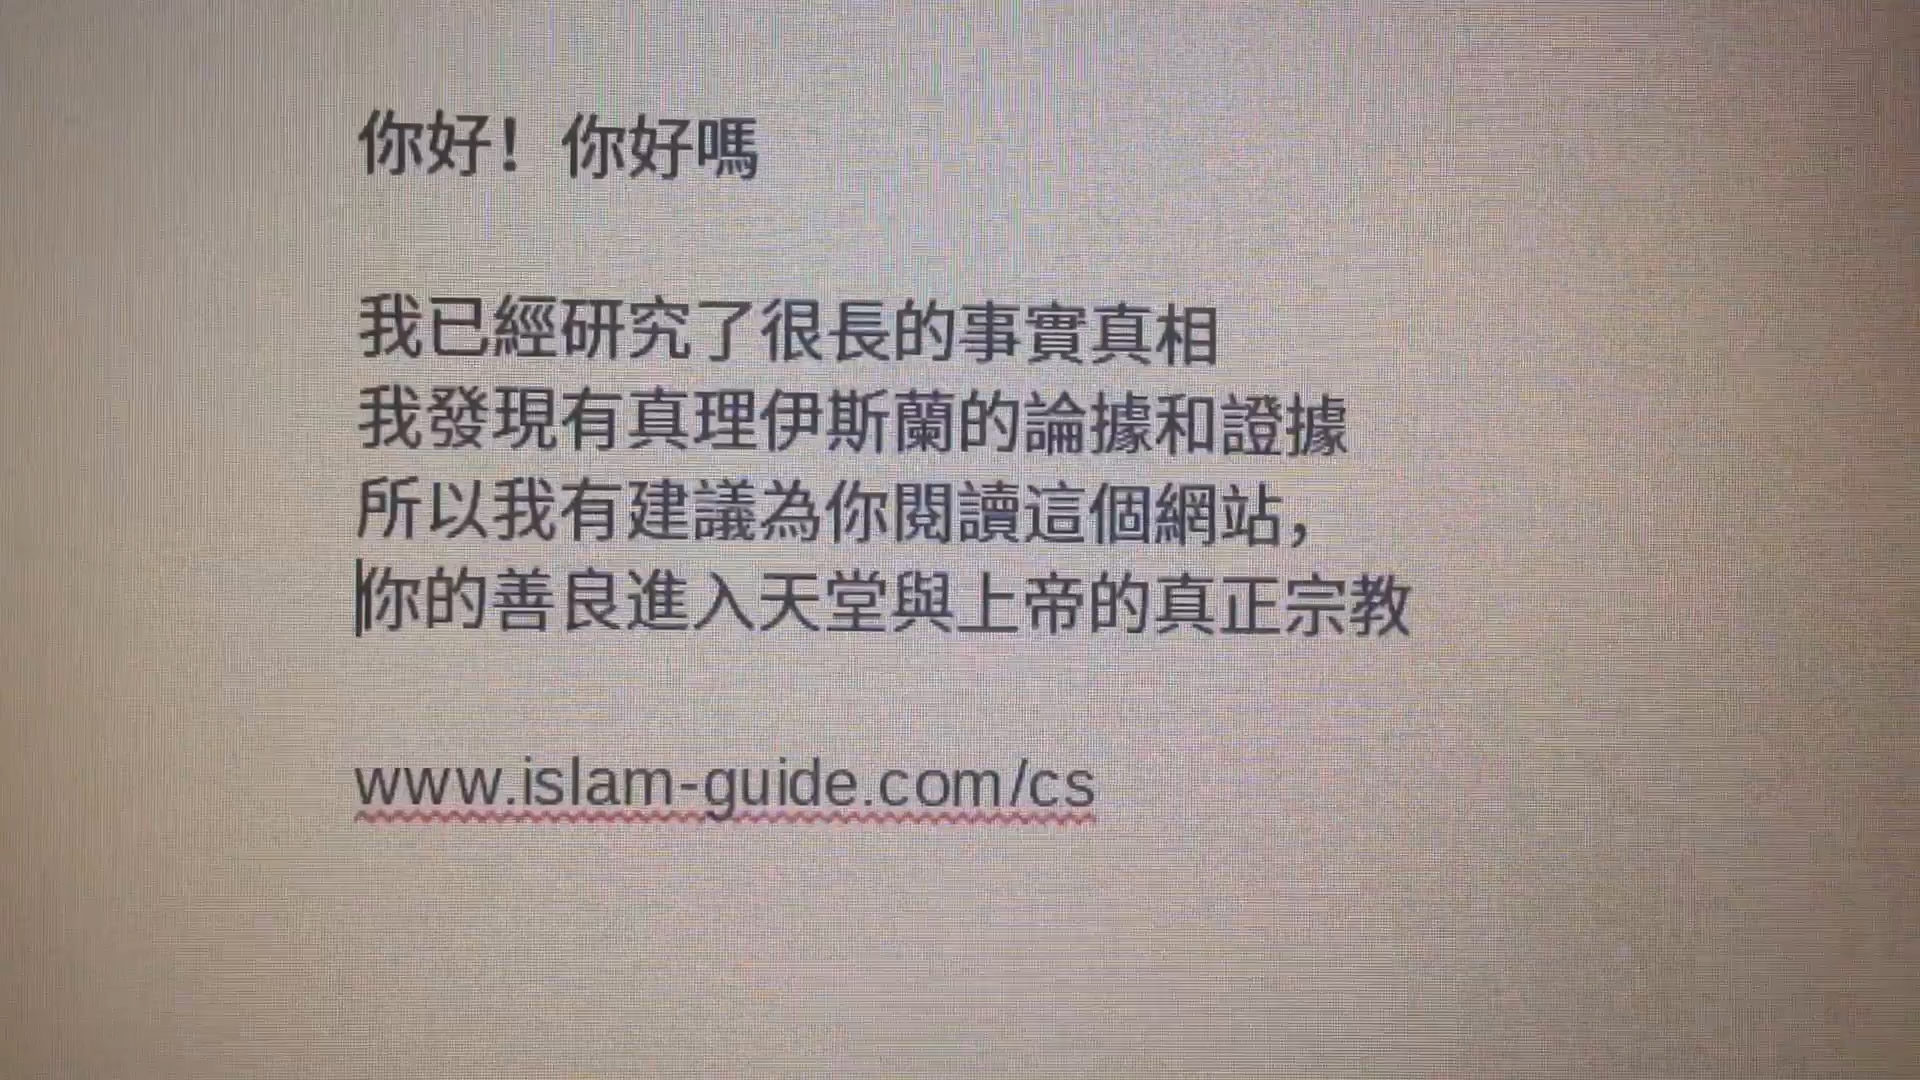 你好！你好嗎
我已經研究了很長的事實真相
我發現有真理伊斯蘭的論據和證據
所以我有建議為你閱讀這個網站，
你的善良進入天堂與上帝的真正宗教
www.islam-guide.com/cs